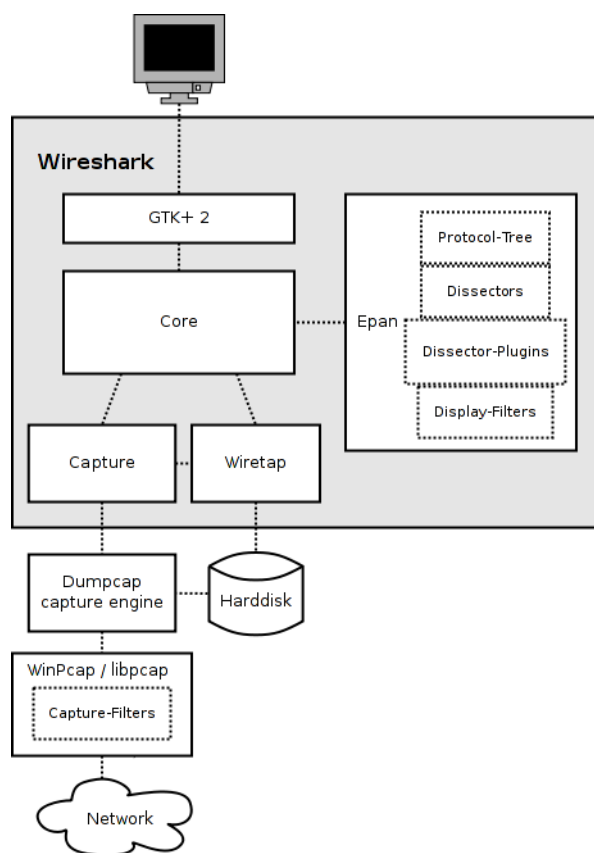 Wireshark
GTK+ 2
Core
Epan
Protocol-Tree
Dissectors
Dissector-Plugins
Display-Filters
Capture
Wiretap
Dumpcap
capture engine
Harddisk
WinPcap / libpcap
Capture-Filters
Network